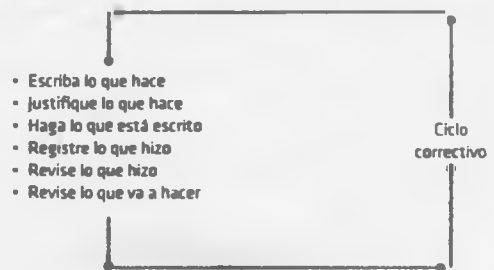 • Escriba lo que hace
• Justifique lo que hace
• Haga lo que está escrito
• Registre lo que hizo
• Revise lo que hizo
• Revise lo que va a hacer
Ciclo
correctivo